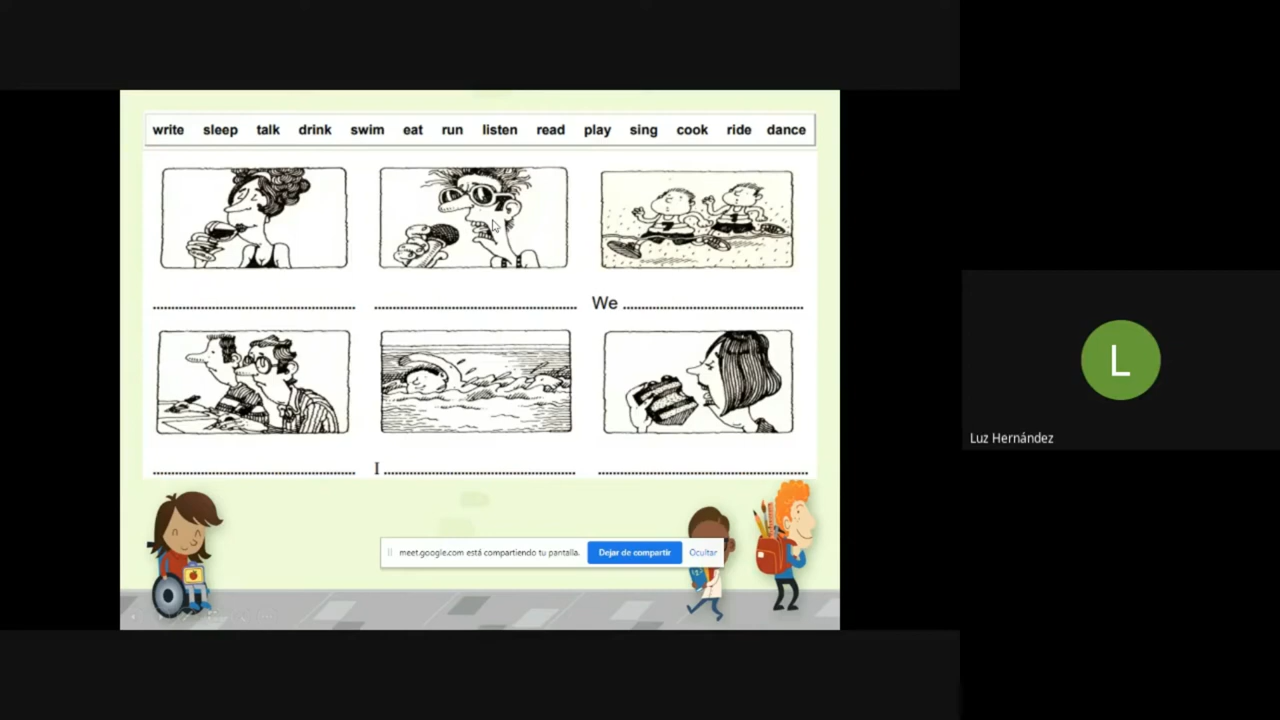 write sleep talk drink swim eat run listen read play sing cook ride dance
We
I
meet.google.com está compartiendo tu pantalla. Dejar de compartir Ocultar
L
Luz Hernández